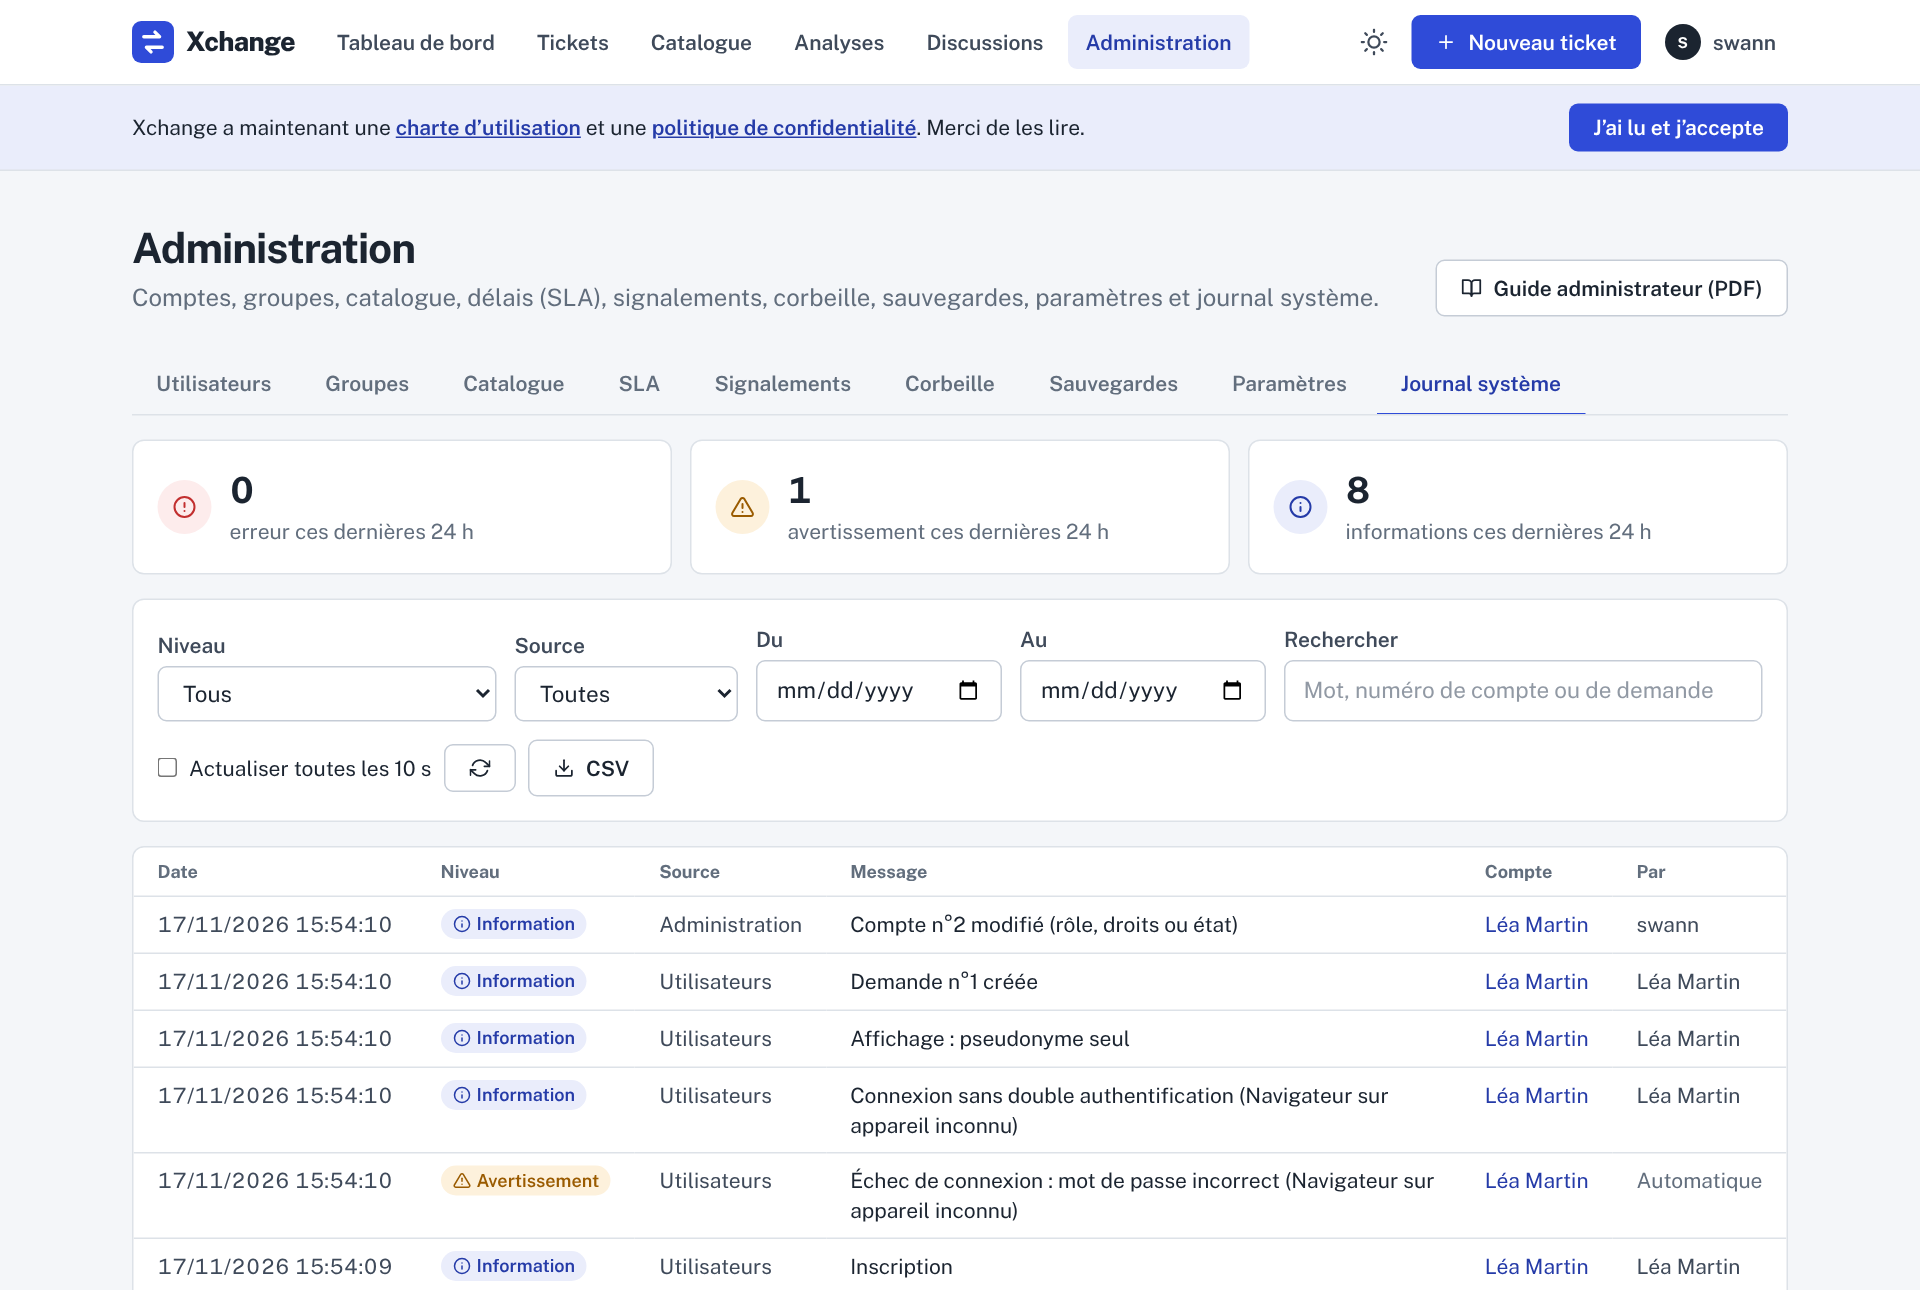 Xchange
Tableau de bord
Tickets
Catalogue
Analyses
Discussions
Administration
+ Nouveau ticket
s
swann
Xchange a maintenant une charte d’utilisation et une politique de confidentialité. Merci de les lire.
J’ai lu et j’accepte
Administration
Comptes, groupes, catalogue, délais (SLA), signalements, corbeille, sauvegardes, paramètres et journal système.
Guide administrateur (PDF)
Utilisateurs
Groupes
Catalogue
SLA
Signalements
Corbeille
Sauvegardes
Paramètres
Journal système
0
erreur ces dernières 24 h
1
avertissement ces dernières 24 h
8
informations ces dernières 24 h
Niveau
Tous
Source
Toutes
Du
mm/dd/yyyy
Au
mm/dd/yyyy
Rechercher
Mot, numéro de compte ou de demande
Actualiser toutes les 10 s
CSV
Date Niveau Source Message Compte Par
17/11/2026 15:54:10 Information Administration Compte n°2 modifié (rôle, droits ou état) Léa Martin swann
17/11/2026 15:54:10 Information Utilisateurs Demande n°1 créée Léa Martin Léa Martin
17/11/2026 15:54:10 Information Utilisateurs Affichage : pseudonyme seul Léa Martin Léa Martin
17/11/2026 15:54:10 Information Utilisateurs Connexion sans double authentification (Navigateur sur Léa Martin Léa Martin
appareil inconnu)
17/11/2026 15:54:10 Avertissement Utilisateurs Échec de connexion : mot de passe incorrect (Navigateur sur Léa Martin Automatique
appareil inconnu)
17/11/2026 15:54:09 Information Utilisateurs Inscription Léa Martin Léa Martin